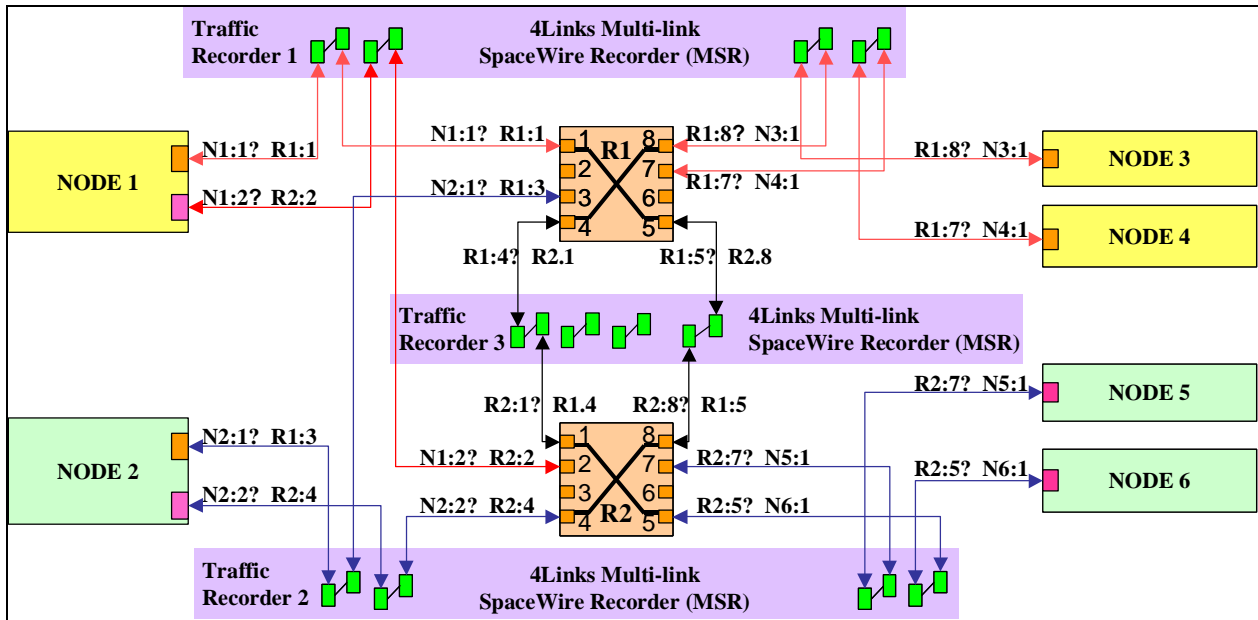 Traffic
Recorder 1
4Links Multi-link
SpaceWire Recorder (MSR)
NODE 1
N1:1? R1:1
N1:2? R2:2
N1:1? R1:1
N2:1? R1:3
R1
1
2
3
4
8
7
6
5
R1:8? N3:1
R1:7? N4:1
R1:8? N3:1
R1:7? N4:1
NODE 3
NODE 4
R1:4? R2.1
R1:5? R2.8
Traffic
Recorder 3
4Links Multi-link
SpaceWire Recorder (MSR)
R2:1? R1.4
R2:8? R1:5
NODE 2
N2:1? R1:3
N2:2? R2:4
N1:2? R2:2
N2:2? R2:4
1
2
3
4
8
7
6
5
R2
R2:7? N5:1
R2:5? N6:1
R2:7? N5:1
R2:5? N6:1
NODE 5
NODE 6
Traffic
Recorder 2
4Links Multi-link
SpaceWire Recorder (MSR)